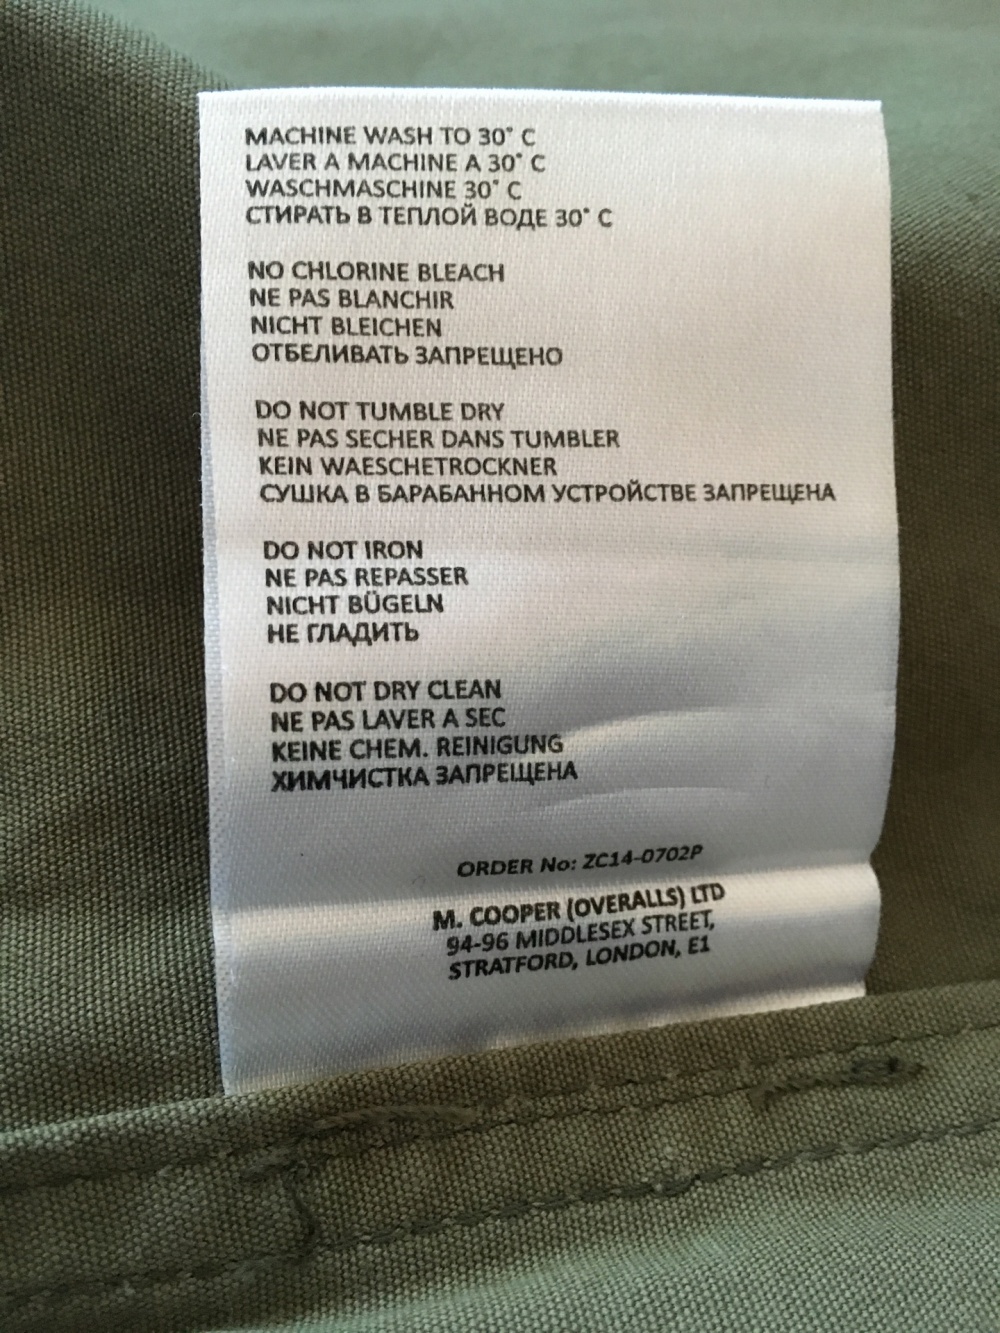 MACHINE WASH TO 30° C
LAVER A MACHINE A 30° C
WASCHMASCHINE 30° C
СТИРАТЬ В ТЕПЛОЙ ВОДЕ 30° C
NO CHLORINE BLEACH
NE PAS BLANCHIR
NICHT BLEICHEN
ОТБЕЛИВАТЬ ЗАПРЕЩЕНО
DO NOT TUMBLE DRY
NE PAS SECHER DANS TUMBLER
KEIN WAESCHETROCKNER
СУШКА В БАРАБАННОМ УСТРОЙСТВЕ ЗАПРЕЩЕНА
DO NOT IRON
NE PAS REPASSER
NICHT BÜGELN
НЕ ГЛАДИТЬ
DO NOT DRY CLEAN
NE PAS LAVER A SEC
KEINE CHEM. REINIGUNG
ХИМЧИСТКА ЗАПРЕЩЕНА
ORDER No: ZC14-0702P
M. COOPER (OVERALLS) LTD
94-96 MIDDLESEX STREET,
STRATFORD, LONDON, E1